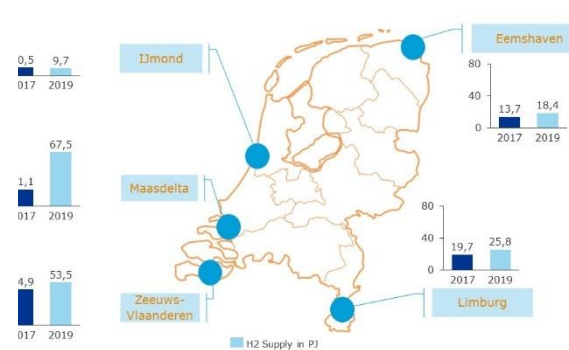 Eemshaven
IJmond
80
0,5 9,7
40
13,7 18,4
017 2019
0
2017 2019
67,5
Maasdelta
1,1
80
017 2019
40
19,7 25,8
4,9 53,5
0
2017 2019
Zeeuws-
Vlaanderen
Limburg
017 2019
H2 Supply in PJ